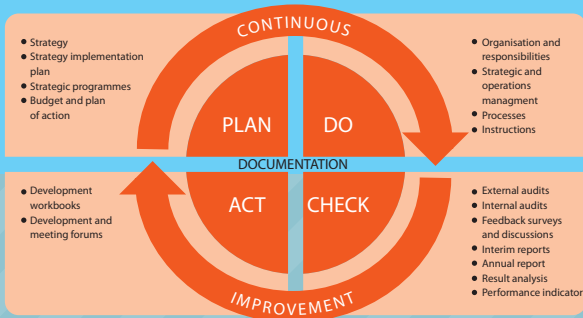 CONTINUOUS
• Strategy
• Strategy implementation
plan
• Strategic programmes
• Budget and plan
of action
PLAN
DO
• Organisation and
responsibilities
• Strategic and
operations
managment
• Processes
• Instructions
DOCUMENTATION
• Development
workbooks
• Development and
meeting forums
ACT
CHECK
• External audits
• Internal audits
• Feedback surveys
and discussions
• Interim reports
• Annual report
• Result analysis
• Performance indicator
IMPROVEMENT